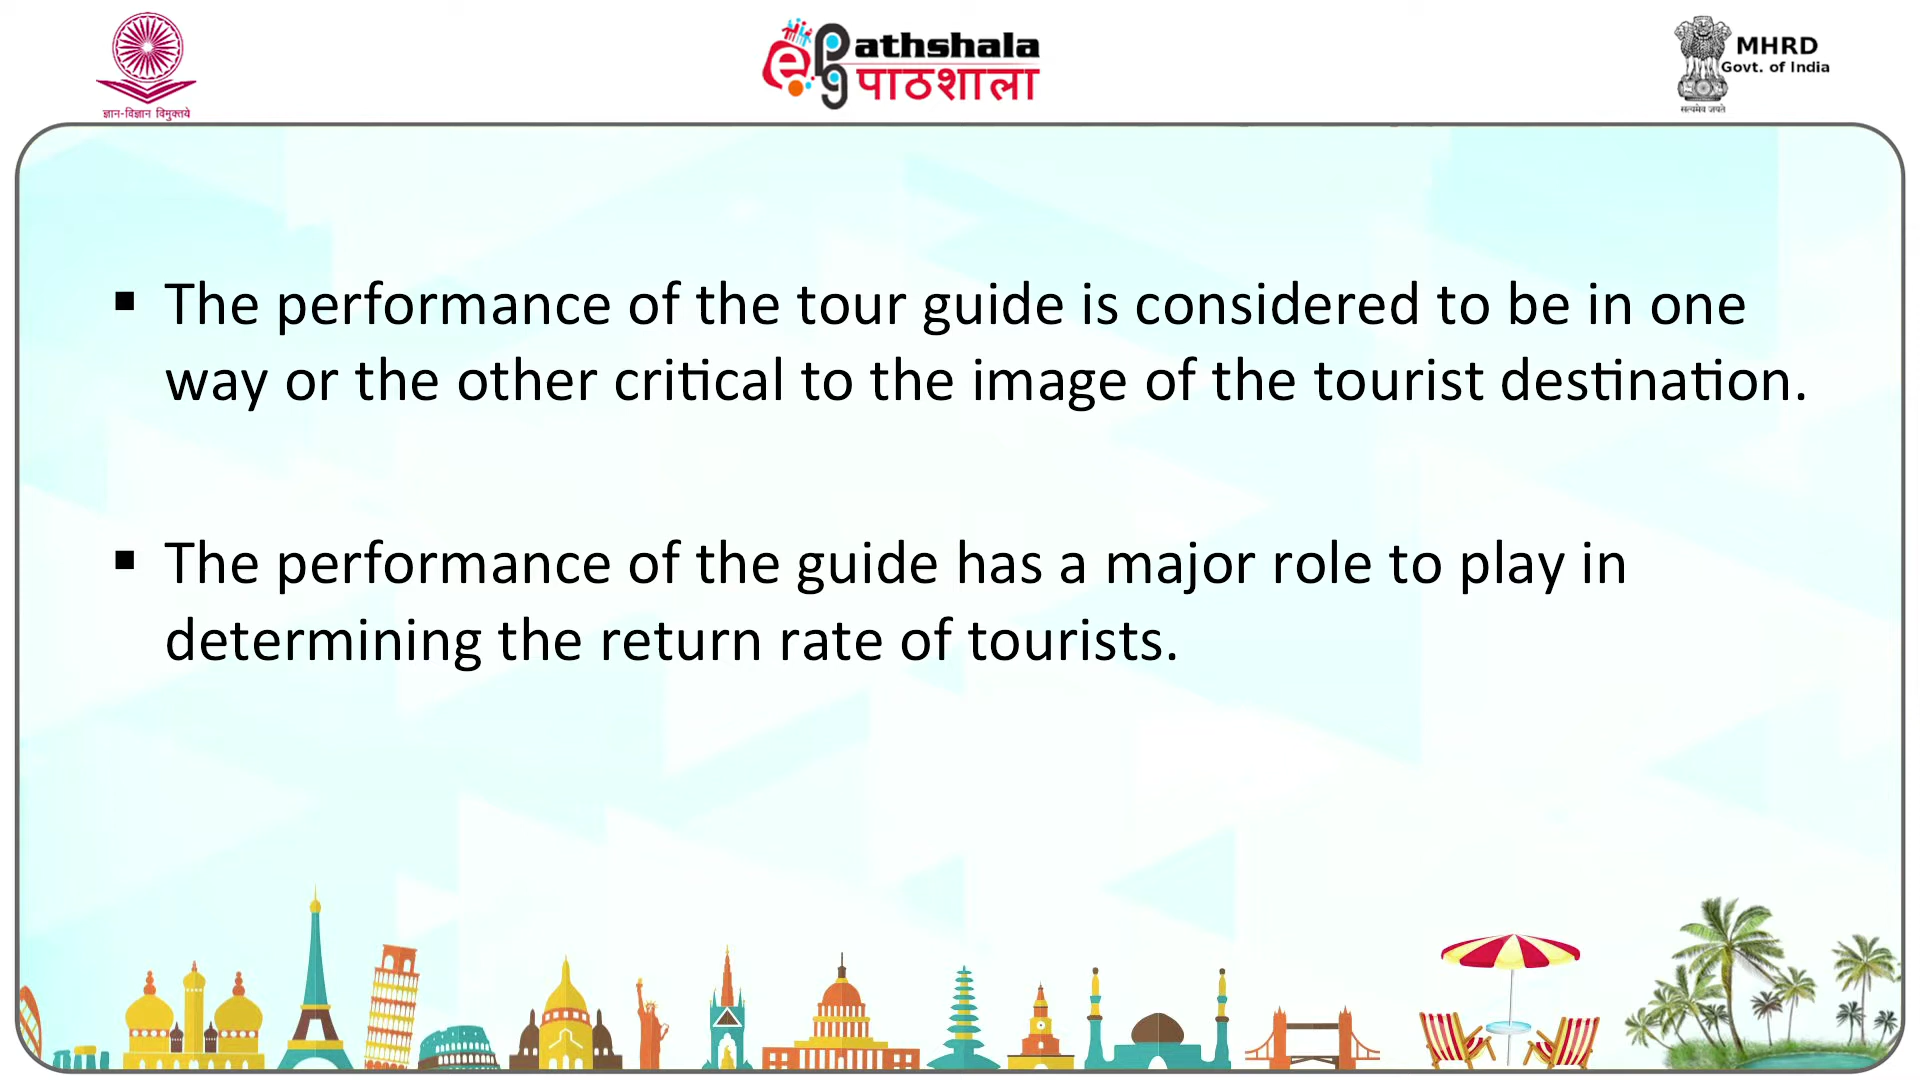 ज्ञान-विज्ञान विमुक्तये
ePathshala
पाठशाला
MHRD
Govt. of India
सत्यमेव जयते
▪ The performance of the tour guide is considered to be in one
way or the other critical to the image of the tourist destination.
▪ The performance of the guide has a major role to play in
determining the return rate of tourists.